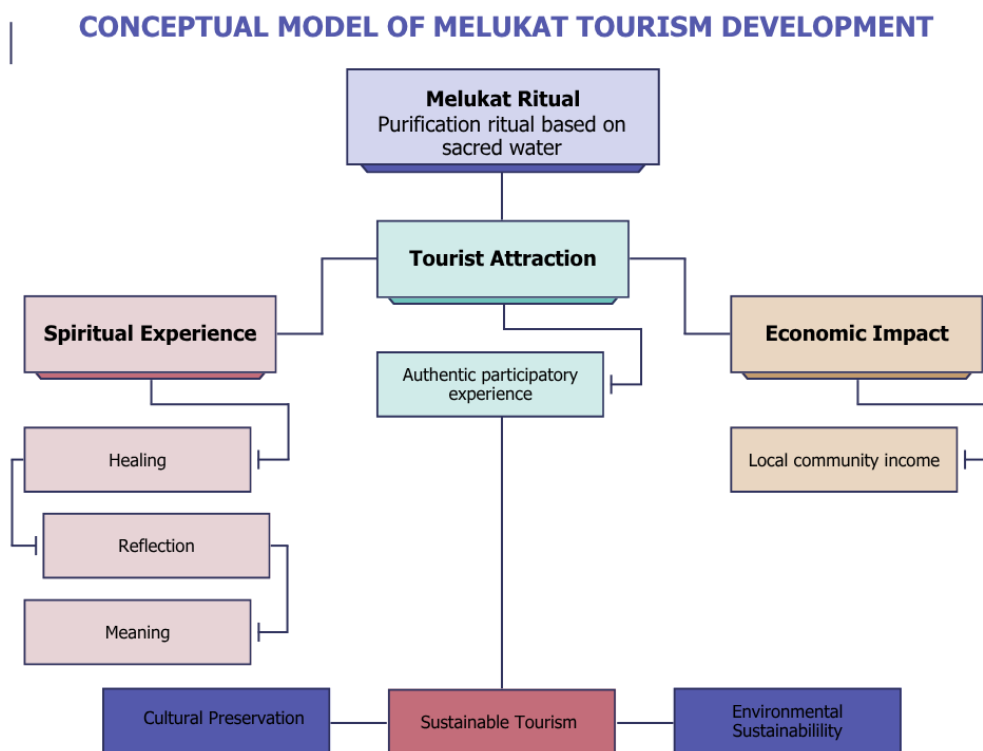 CONCEPTUAL MODEL OF MELUKAT TOURISM DEVELOPMENT
Melukat Ritual
Purification ritual based on
sacred water
Tourist Attraction
Spiritual Experience
Economic Impact
Authentic participatory
experience
Healing
Local community income
Reflection
Meaning
Cultural Preservation
Sustainable Tourism
Environmental
Sustainabilility